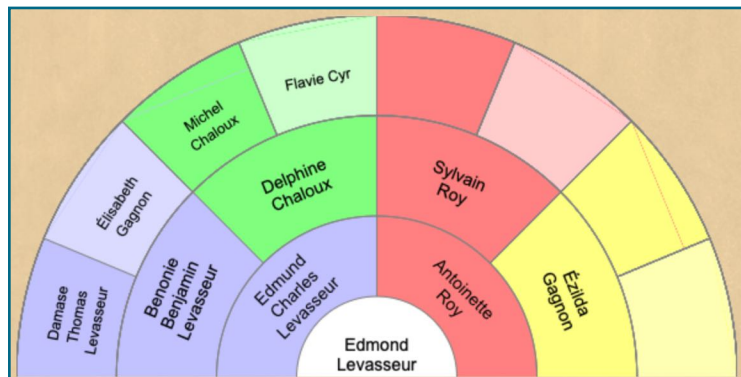 Flavie Cyr
Michel
Chaloux
Élisabeth
Gagnon
Damase
Thomas
Levasseur
Delphine
Chaloux
Sylvain
Roy
Benonie
Benjamin
Levasseur
Ézilda
Gagnon
Edmund
Charles
Levasseur
Antoinette
Roy
Edmond
Levasseur